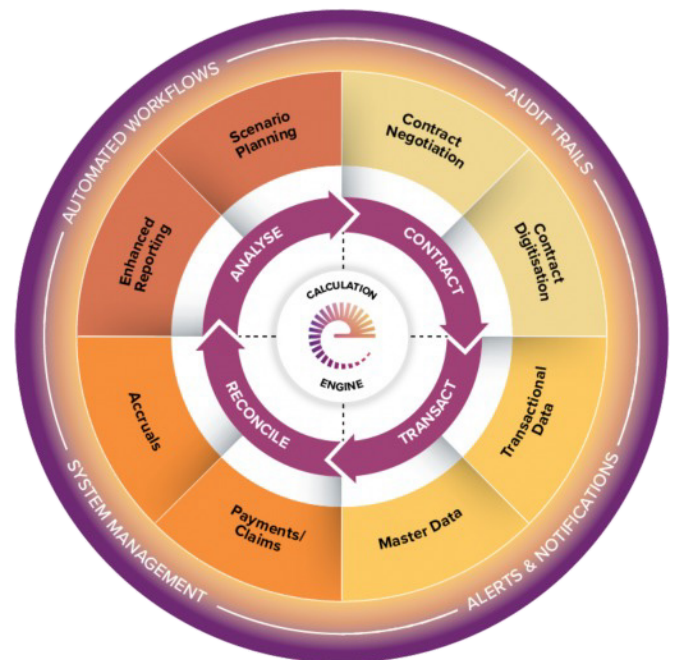 AUTOMATED WORKFLOWS
AUDIT TRAILS
Scenario
Planning
Contract
Negotiation
Enhanced
Reporting
Contract
Digitisation
ANALYSE
CONTRACT
CALCULATION
ENGINE
RECONCILE
TRANSACT
Accruals
Transactional
Data
Payments/
Claims
Master Data
SYSTEM MANAGEMENT
ALERTS & NOTIFICATIONS